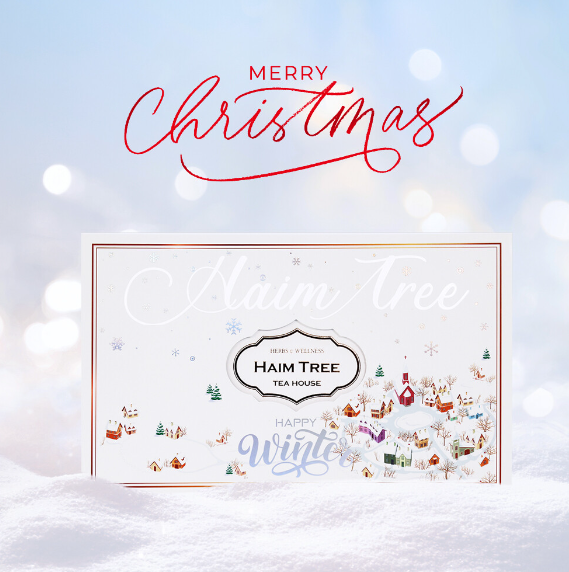 MERRY
Christmas
Haim Tree
HERBS | WELLNESS
HAIM TREE
TEA HOUSE
HAPPY
Winter